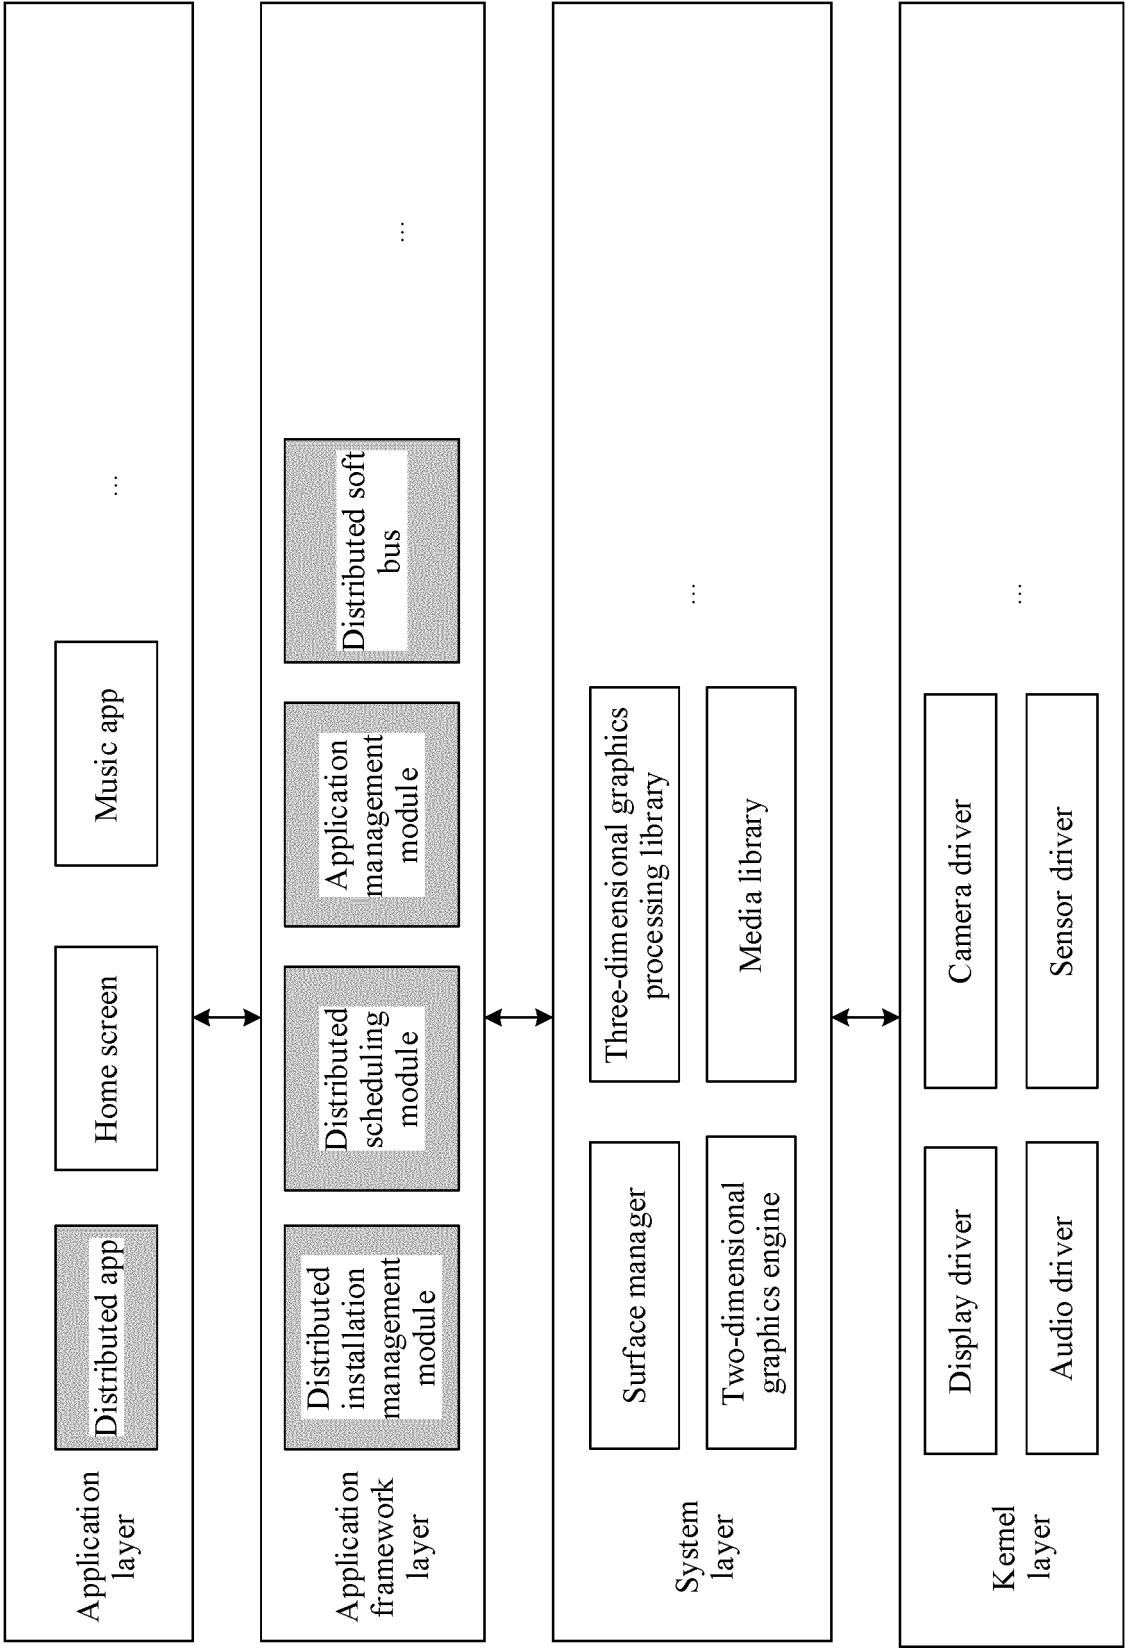 Application
layer
Distributed app
Home screen
Music app
...
Application
framework
layer
Distributed
installation
management
module
Distributed
scheduling
module
Application
management
module
Distributed soft
bus
...
System
layer
Surface manager
Three-dimensional graphics
processing library
Two-dimensional
graphics engine
Media library
...
Kernel
layer
Display driver
Camera driver
Audio driver
Sensor driver
...